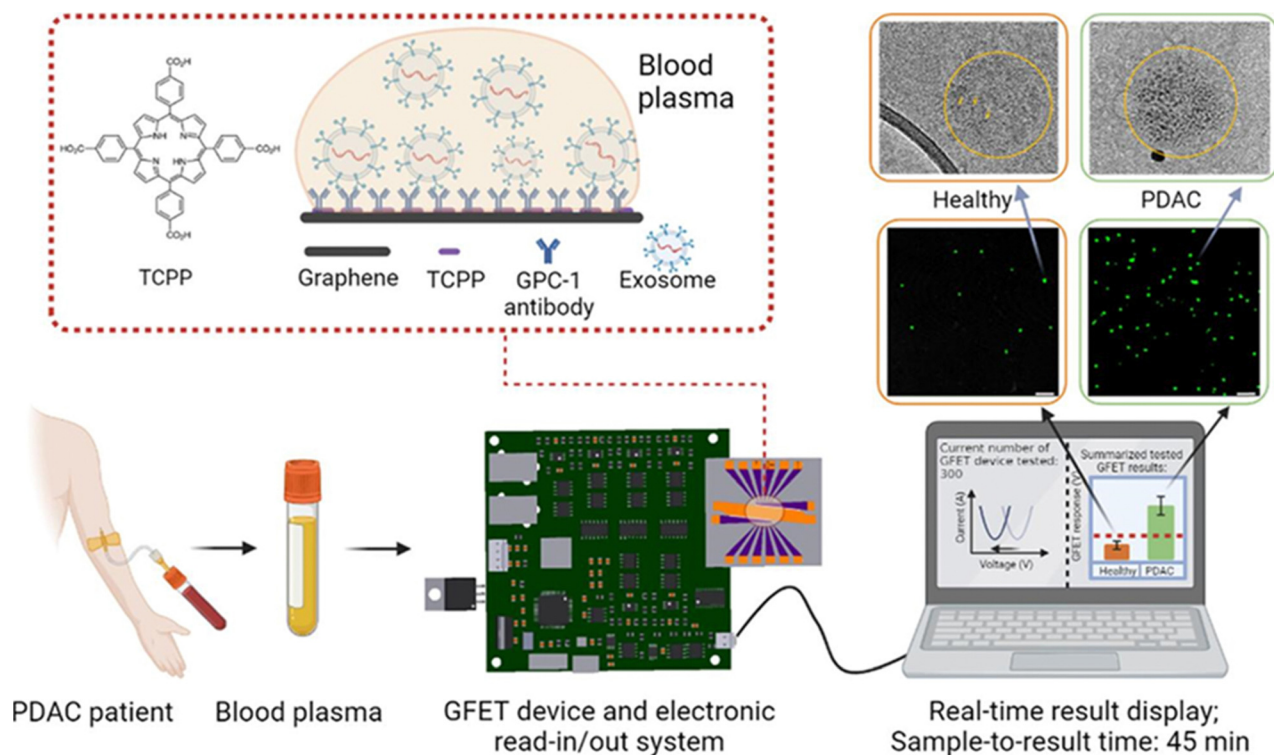 CO₂H
HO₂C
NH
N
N
HN
CO₂H
CO₂H
TCPP
Blood
plasma
Graphene
TCPP
GPC-1
antibody
Exosome
Healthy
PDAC
Current number of
GFET device tested:
300
Current (A)
Voltage (V)
Summarized tested
GFET results:
GFET response (V)
Healthy
PDAC
PDAC patient
Blood plasma
GFET device and electronic
read-in/out system
Real-time result display;
Sample-to-result time: 45 min